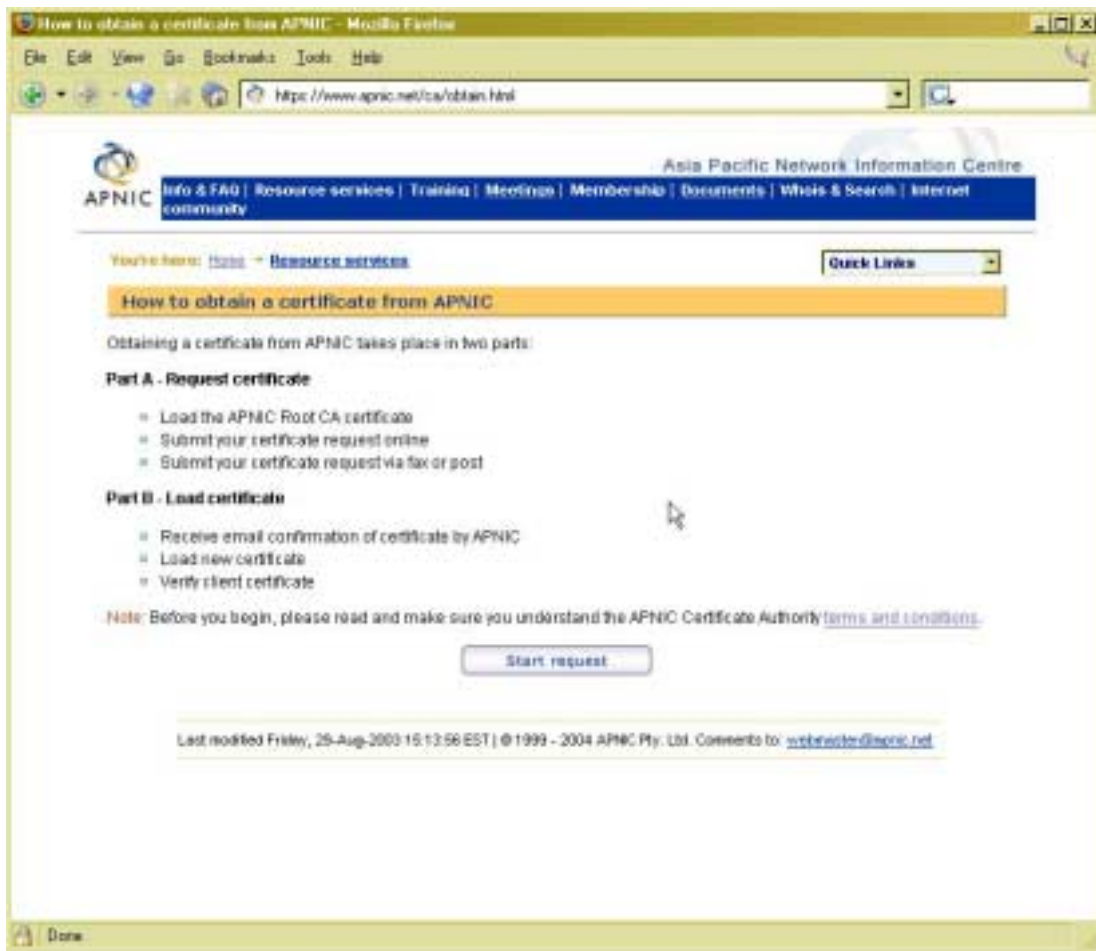 How to obtain a certificate from APNIC - Mozilla Firefox
File Edit View Go Bookmarks Tools Help
https://www.apnic.net/ca/obtain.html
Asia Pacific Network Information Centre
APNIC
Info & FAQ | Resource services | Training | Meetings | Membership | Documents | Whois & Search | Internet
community
You're here: Home Resource services
Quick Links
How to obtain a certificate from APNIC
Obtaining a certificate from APNIC takes place in two parts:
Part A - Request certificate
Load the APNIC Root CA certificate
Submit your certificate request online
Submit your certificate request via fax or post
Part B - Load certificate
Receive email confirmation of certificate by APNIC
Load new certificate
Verify client certificate
Note: Before you begin, please read and make sure you understand the APNIC Certificate Authority terms and conditions.
Start request
Last modified Friday, 29-Aug-2003 15:13:56 EST | © 1999 - 2004 APNIC Pty. Ltd. Comments to: webmaster@apnic.net
Done